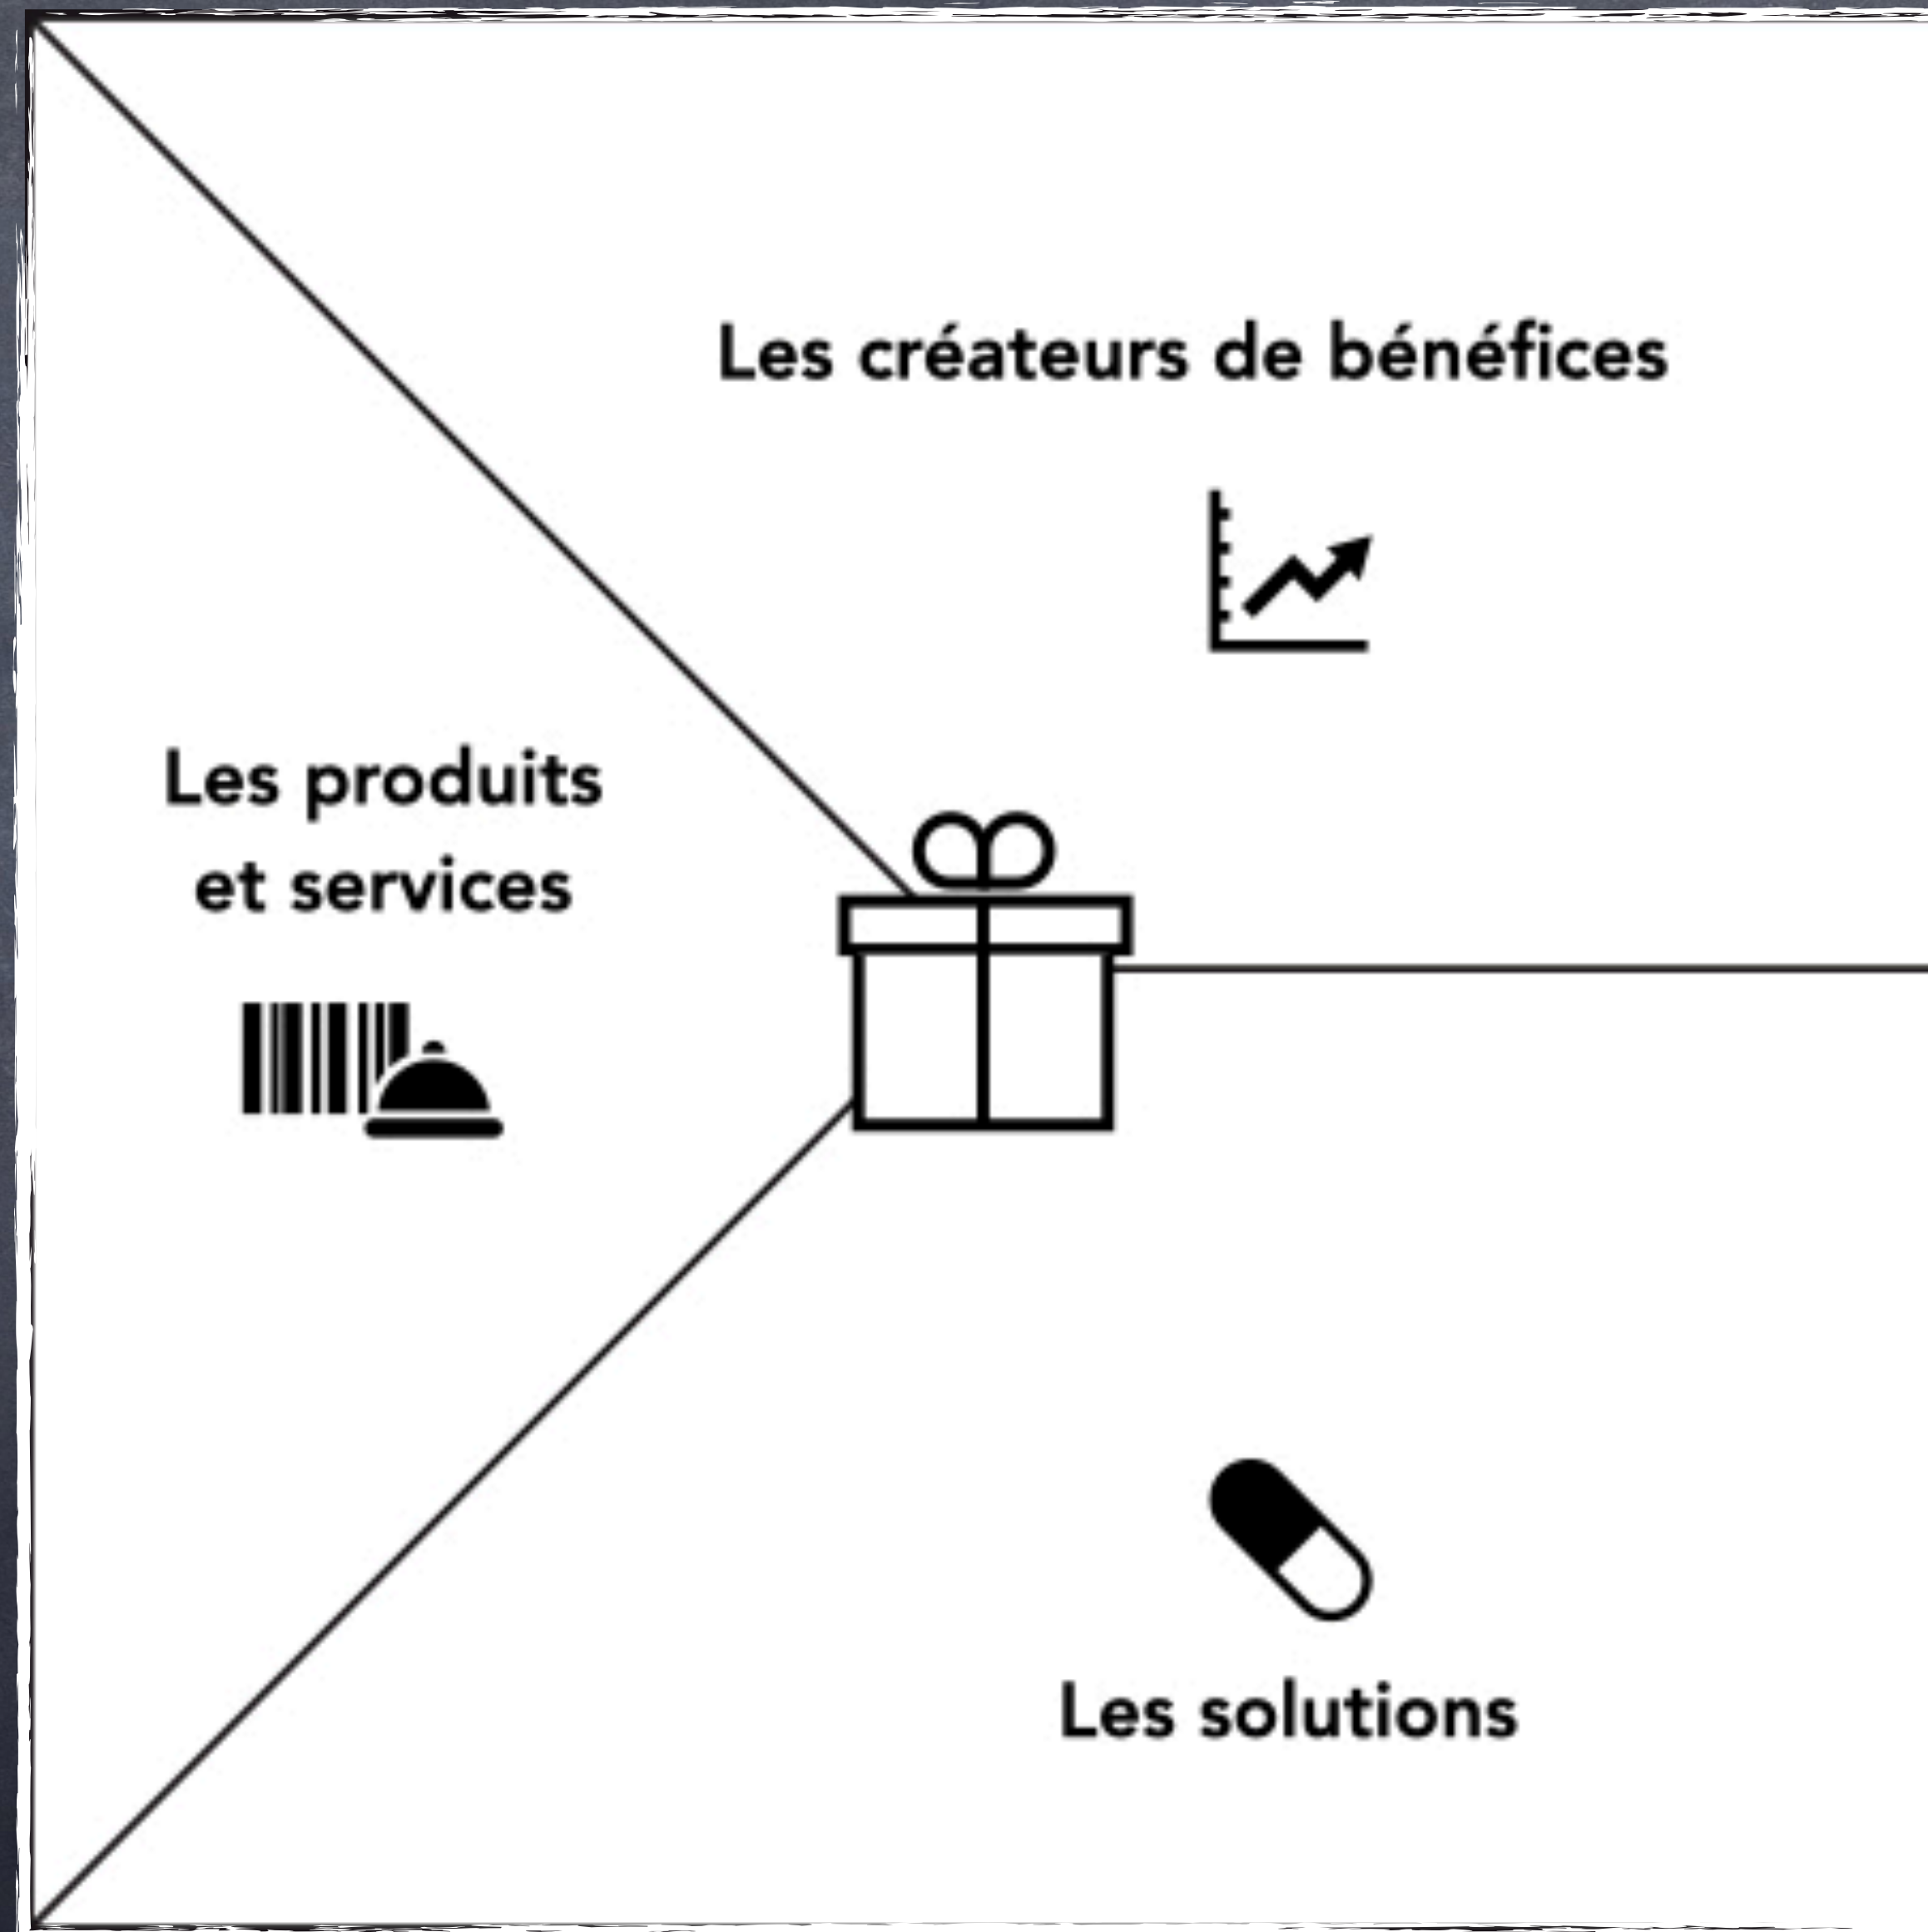 Les créateurs de bénéfices
Les produits
et services
Les solutions